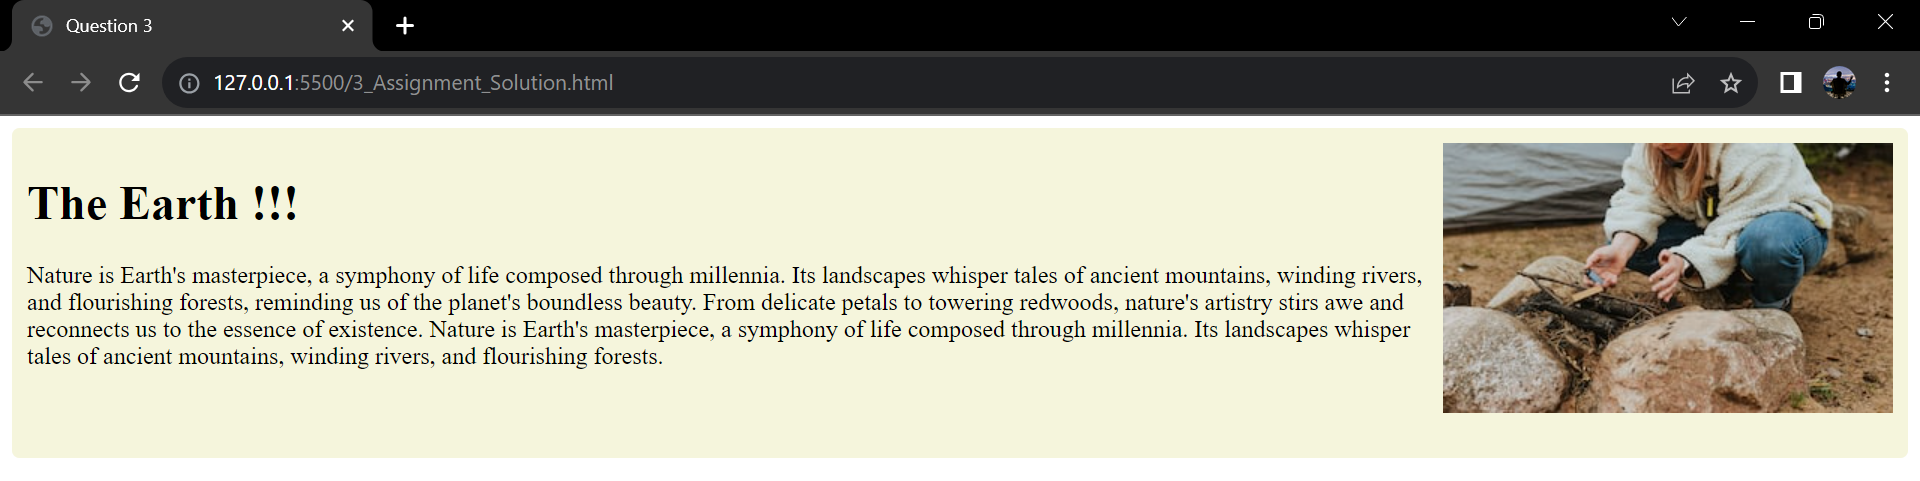 Question 3
127.0.0.1:5500/3_Assignment_Solution.html
The Earth !!!
Nature is Earth's masterpiece, a symphony of life composed through millennia. Its landscapes whisper tales of ancient mountains, winding rivers,
and flourishing forests, reminding us of the planet's boundless beauty. From delicate petals to towering redwoods, nature's artistry stirs awe and
reconnects us to the essence of existence. Nature is Earth's masterpiece, a symphony of life composed through millennia. Its landscapes whisper
tales of ancient mountains, winding rivers, and flourishing forests.